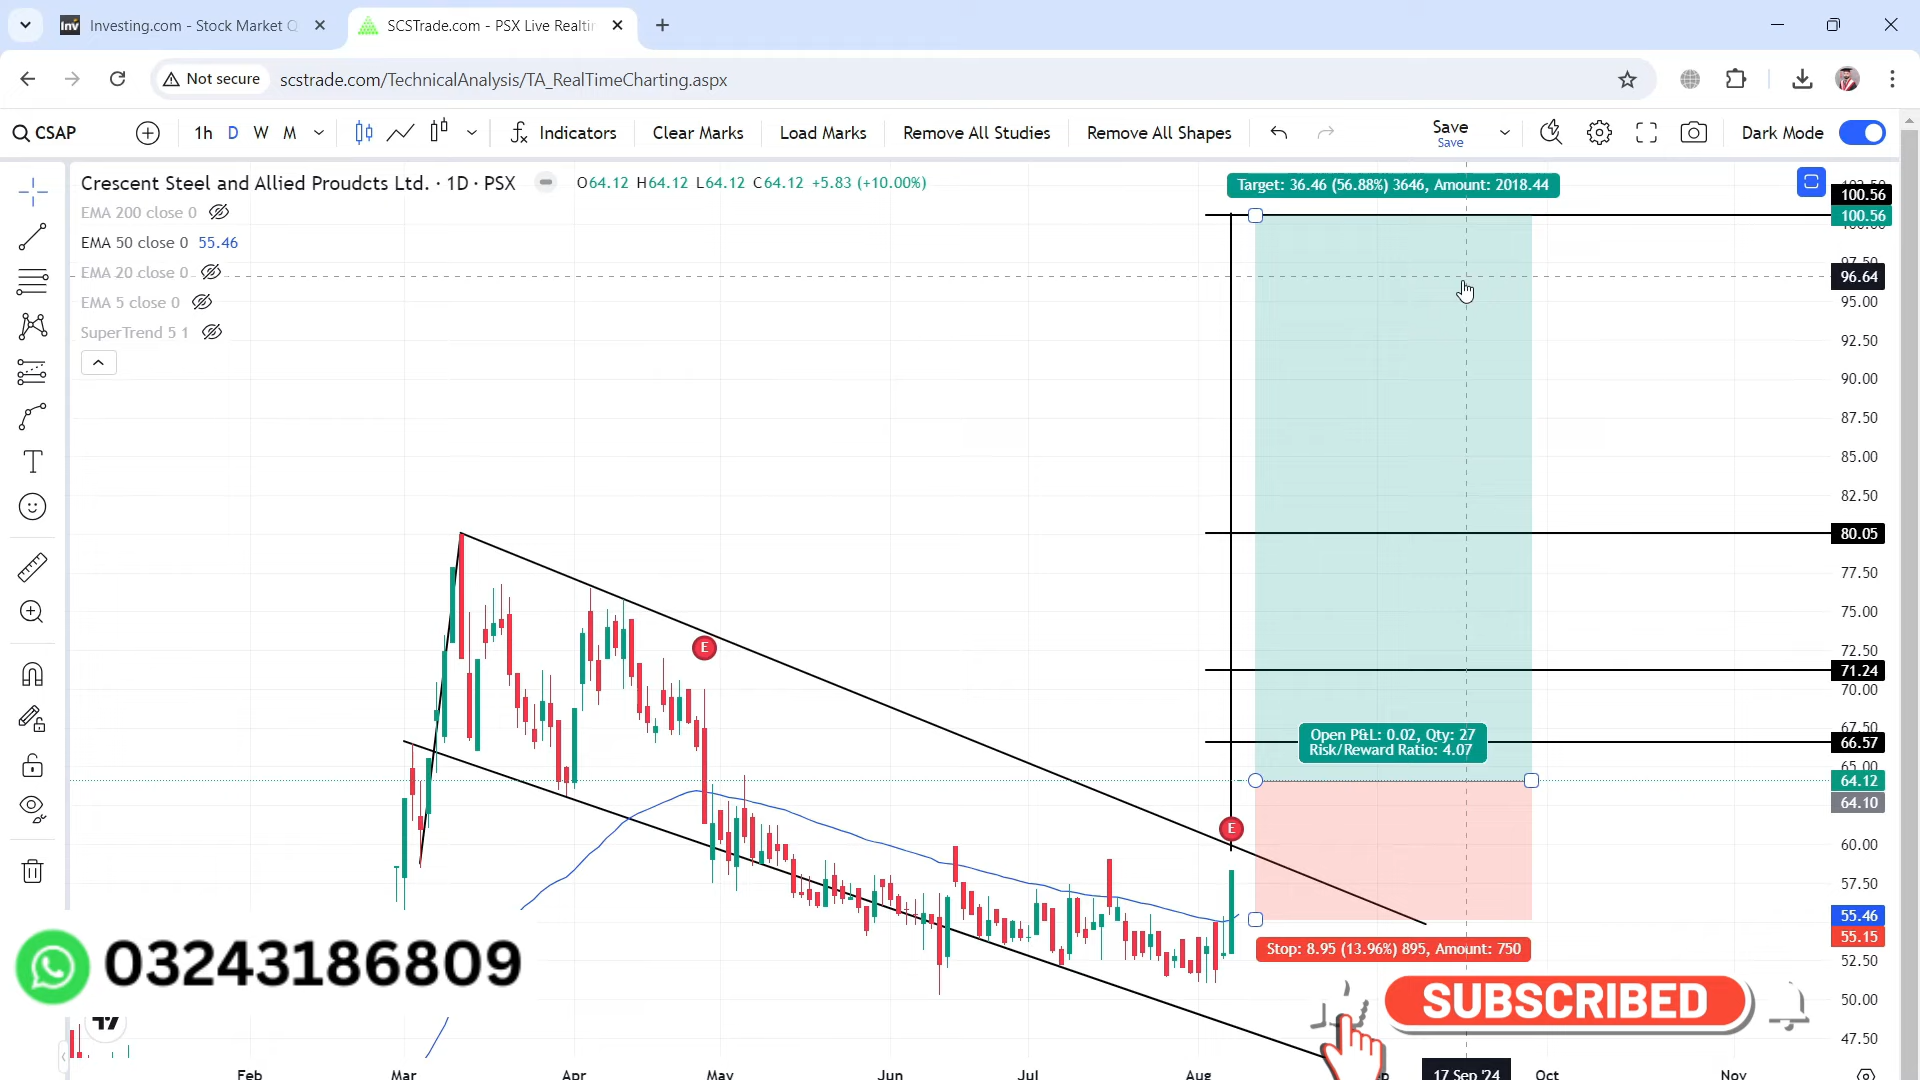 Investing.com - Stock Market Q
SCSTrade.com - PSX Live Realtin
Not secure
scstrade.com/TechnicalAnalysis/TA_RealTimeCharting.aspx
CSAP
1h
D
W
M
Indicators
Clear Marks
Load Marks
Remove All Studies
Remove All Shapes
Save
Save
Dark Mode
Crescent Steel and Allied Proudcts Ltd. · 1D · PSX
O64.12 H64.12 L64.12 C64.12 +5.83 (+10.00%)
EMA 200 close 0
EMA 50 close 0 55.46
EMA 20 close 0
EMA 5 close 0
SuperTrend 5 1
Target: 36.46 (56.88%) 3646, Amount: 2018.44
Open P&L: 0.02, Qty: 27
Risk/Reward Ratio: 4.07
Stop: 8.95 (13.96%) 895, Amount: 750
E
E
100.56
100.56
97.50
96.64
95.00
92.50
90.00
87.50
85.00
82.50
80.05
77.50
75.00
72.50
71.24
70.00
67.50
66.57
65.00
64.12
64.10
60.00
57.50
55.46
55.15
52.50
50.00
47.50
03243186809
SUBSCRIBED
Feb
Mar
Apr
May
Jun
Jul
Aug
17 Sep '24
Oct
Nov